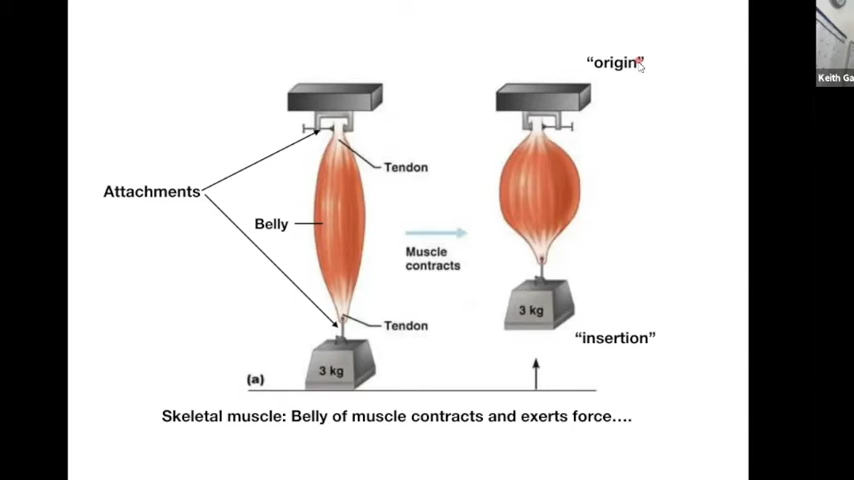 "origin"
Keith Ga
Tendon
Attachments
Belly
Muscle
contracts
3 kg
Tendon
"insertion"
3 kg
(a)
Skeletal muscle: Belly of muscle contracts and exerts force....